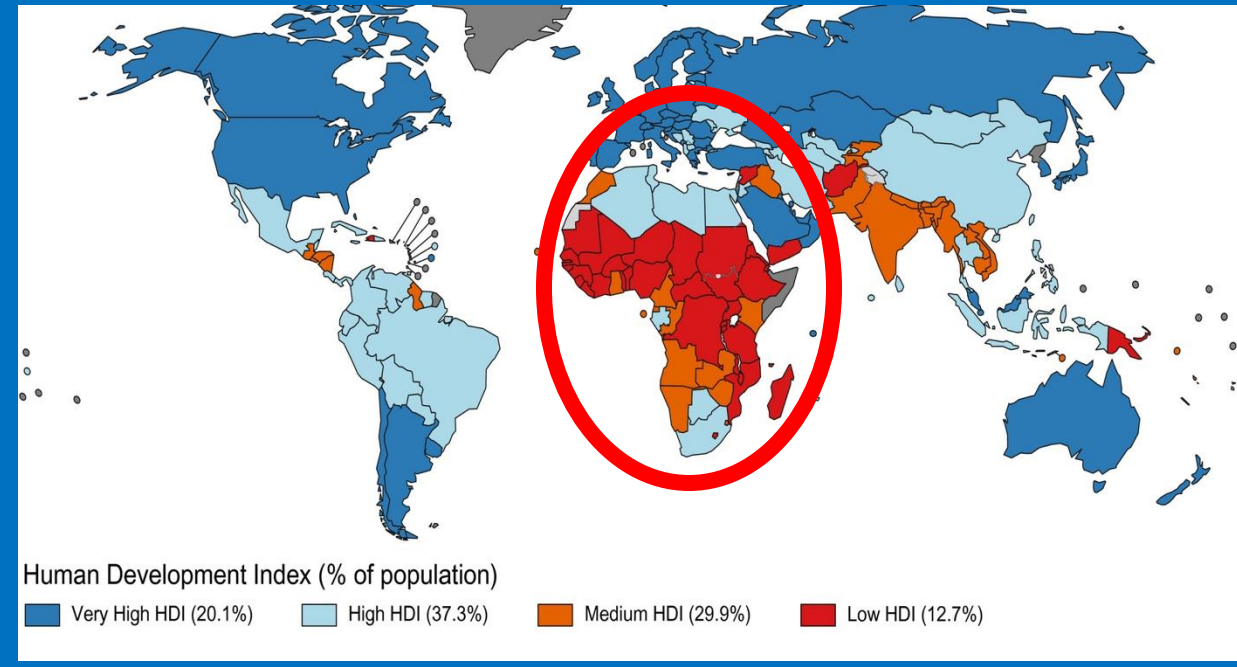 Human Development Index (% of population)
Very High HDI (20.1%) High HDI (37.3%) Medium HDI (29.9%) Low HDI (12.7%)